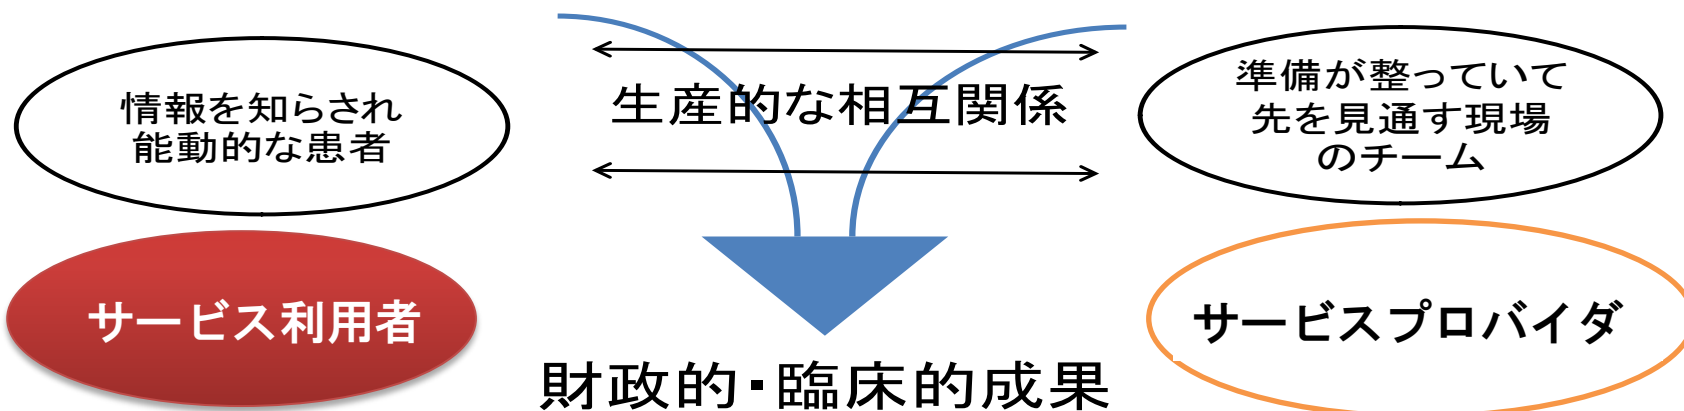 情報を知らされ
能動的な患者
生産的な相互関係
準備が整っていて
先を見通す現場
のチーム
サービス利用者
サービスプロバイダ
財政的・臨床的成果